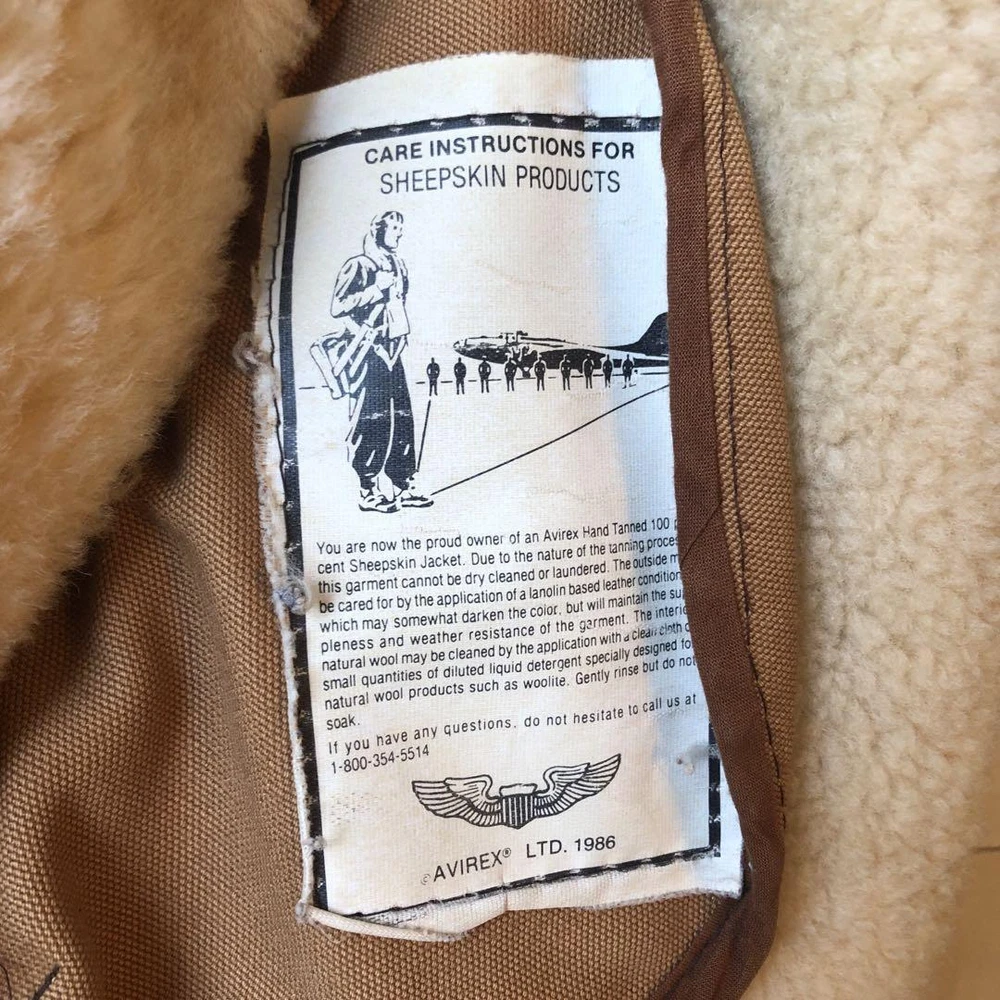 CARE INSTRUCTIONS FOR
SHEEPSKIN PRODUCTS
You are now the proud owner of an Avirex Hand Tanned 100 p
cent Sheepskin Jacket. Due to the nature of the tanning proces
this garment cannot be dry cleaned or laundered. The outside m
be cared for by the application of a lanolin based leather condition
which may somewhat darken the color, but will maintain the su
pleness and weather resistance of the garment. The interio
natural wool may be cleaned by the application with a clean cloth o
small quantities of diluted liquid detergent specially designed fo
natural wool products such as woolite. Gently rinse but do not
soak.
If you have any questions, do not hesitate to call us at
1-800-354-5514
©AVIREX® LTD. 1986